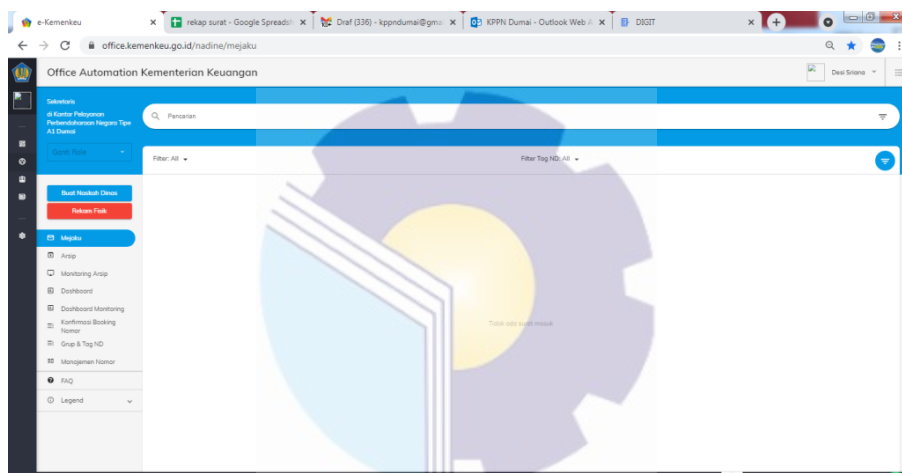 e-Kemenkeu
rekap surat - Google Spreadsh
Draf (336) - kppndumai@gma
KPPN Dumai - Outlook Web A
DIGIT
office.kemenkeu.go.id/nadine/mejaku
Office Automation Kementerian Keuangan
Desi Sriana
Sekretaris
di Kantor Pelayanan
Perbendaharaan Negara Tipe
A1 Dumai
Ganti Role
Pencarian
Filter: All
Filter Tag ND: All
Buat Naskah Dinas
Rekam Fisik
Mejaku
Arsip
Monitoring Arsip
Dashboard
Dashboard Monitoring
Konfirmasi Booking
Nomor
Grup & Tag ND
Manajemen Nomor
FAQ
Legend
Tidak ada surat masuk